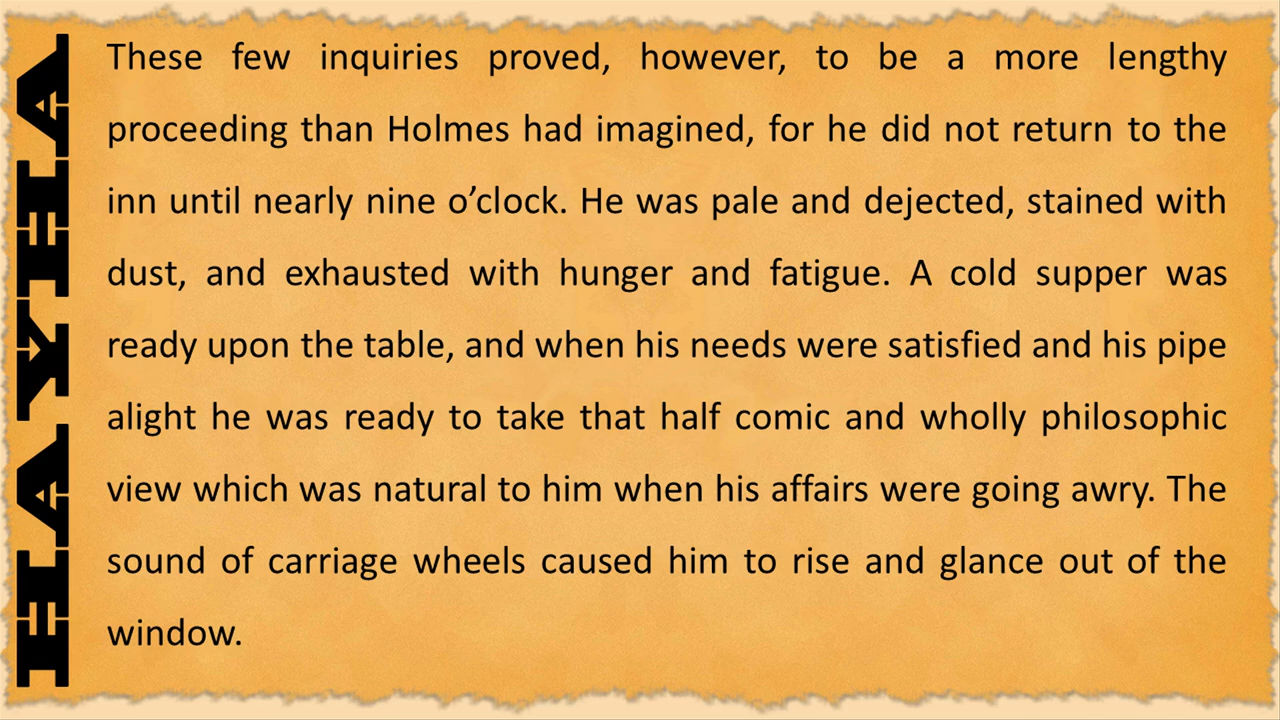 HAYHA
These few inquiries proved, however, to be a more lengthy
proceeding than Holmes had imagined, for he did not return to the
inn until nearly nine o’clock. He was pale and dejected, stained with
dust, and exhausted with hunger and fatigue. A cold supper was
ready upon the table, and when his needs were satisfied and his pipe
alight he was ready to take that half comic and wholly philosophic
view which was natural to him when his affairs were going awry. The
sound of carriage wheels caused him to rise and glance out of the
window.